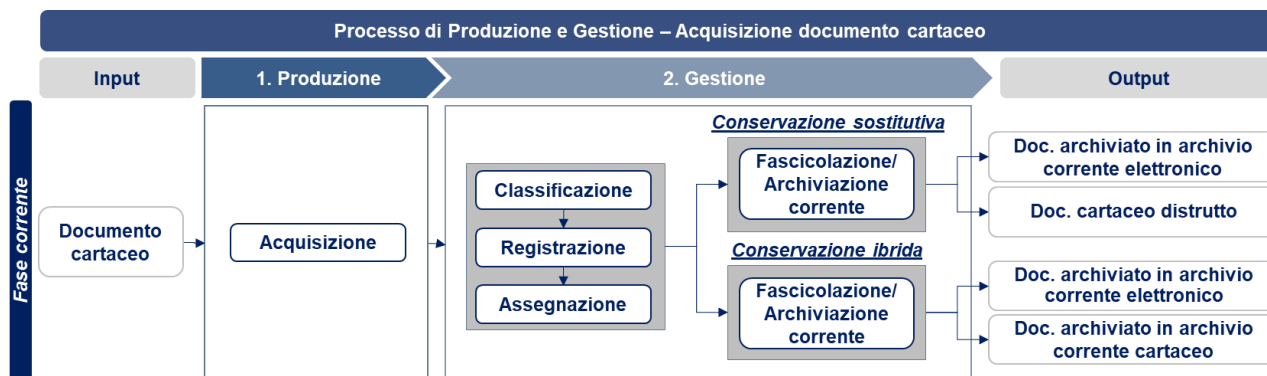 Processo di Produzione e Gestione – Acquisizione documento cartaceo
Input
1. Produzione
2. Gestione
Output
Fase corrente
Documento
cartaceo
Acquisizione
Classificazione
Registrazione
Assegnazione
Conservazione sostitutiva
Fascicolazione/
Archiviazione
corrente
Conservazione ibrida
Fascicolazione/
Archiviazione
corrente
Doc. archiviato in archivio
corrente elettronico
Doc. cartaceo distrutto
Doc. archiviato in archivio
corrente elettronico
Doc. archiviato in archivio
corrente cartaceo